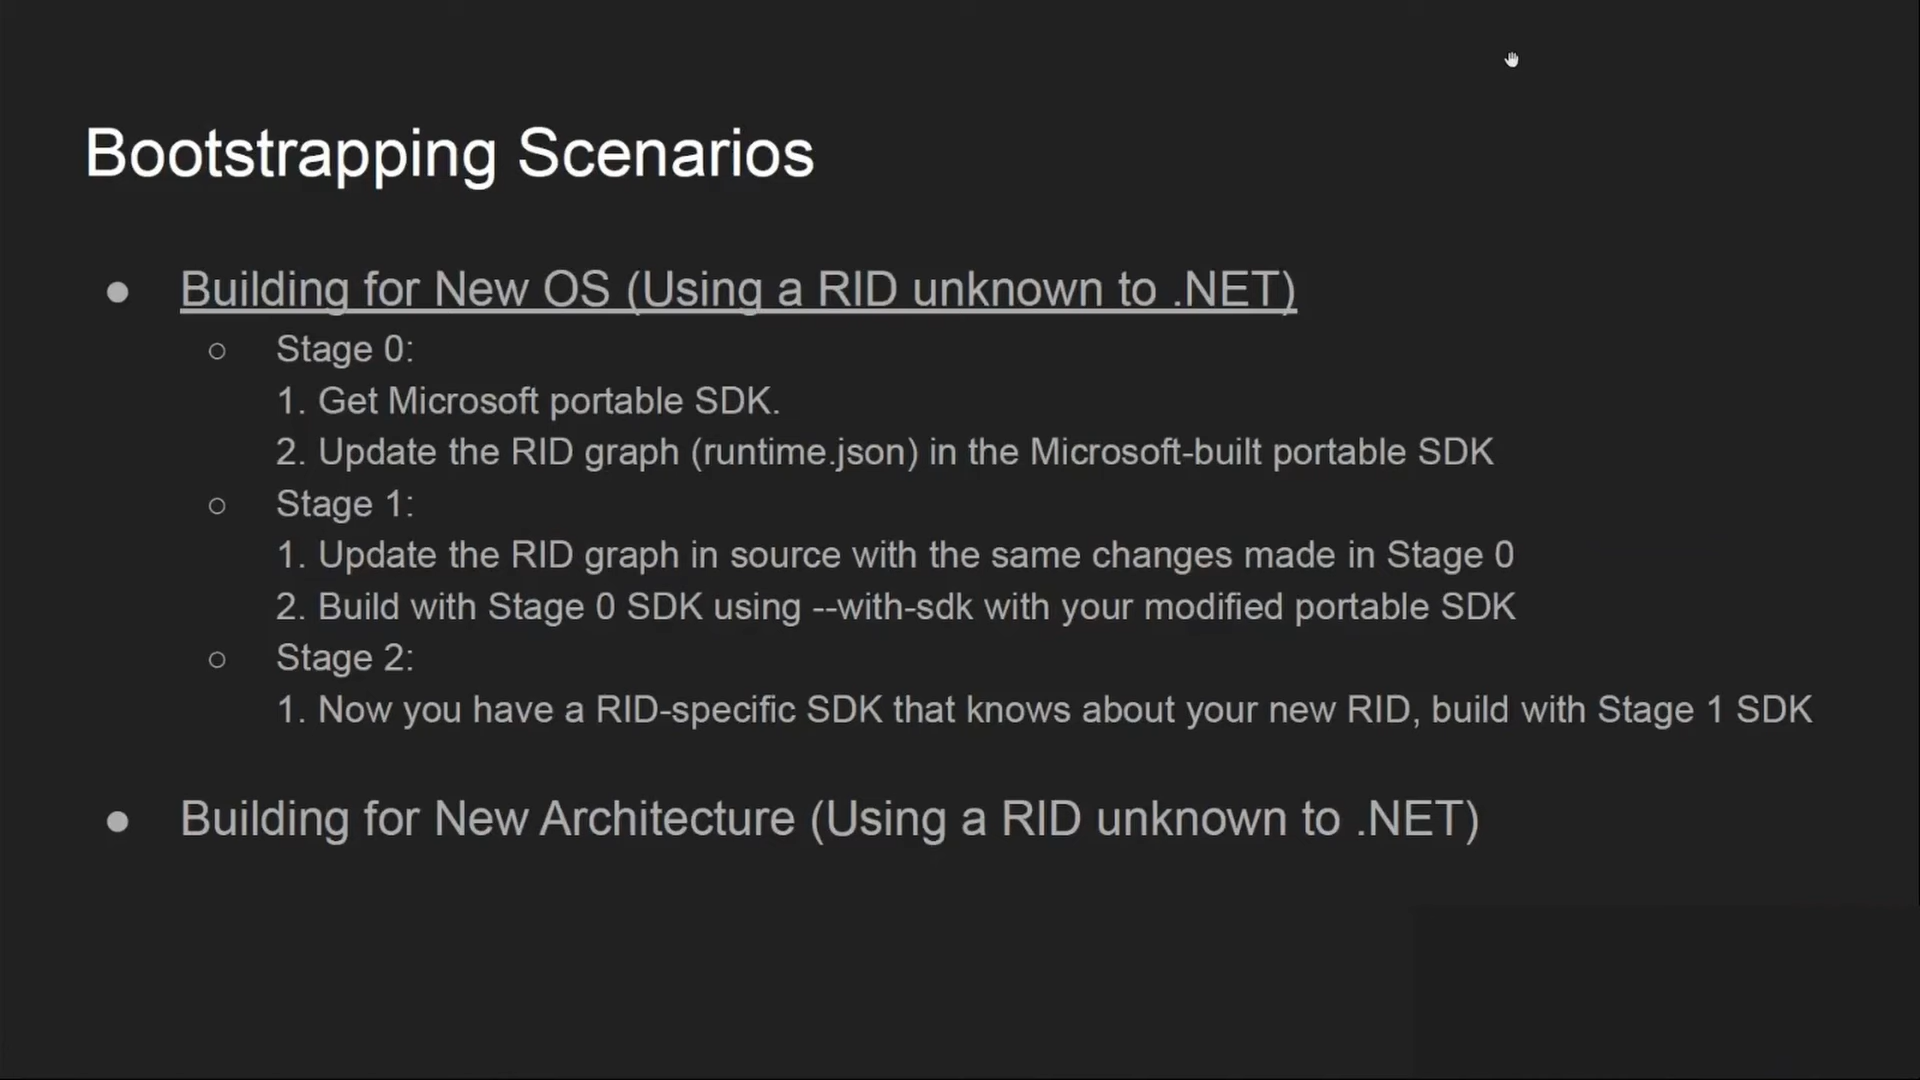 Bootstrapping Scenarios
● Building for New OS (Using a RID unknown to .NET)
○ Stage 0:
1. Get Microsoft portable SDK.
2. Update the RID graph (runtime.json) in the Microsoft-built portable SDK
○ Stage 1:
1. Update the RID graph in source with the same changes made in Stage 0
2. Build with Stage 0 SDK using --with-sdk with your modified portable SDK
○ Stage 2:
1. Now you have a RID-specific SDK that knows about your new RID, build with Stage 1 SDK
● Building for New Architecture (Using a RID unknown to .NET)